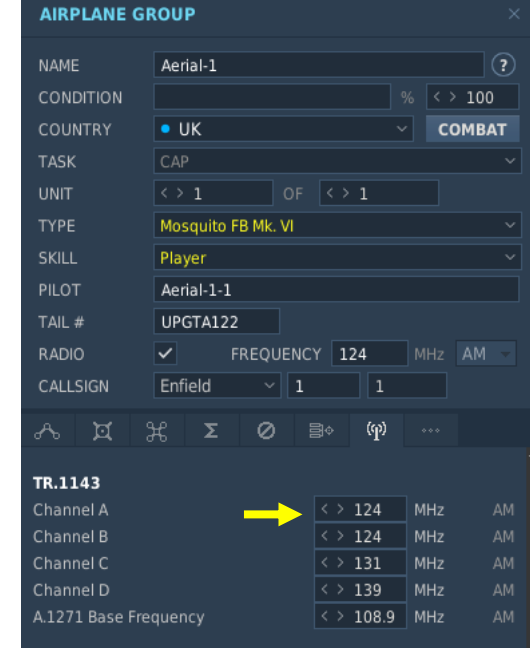 AIRPLANE GROUP
NAME Aerial-1 ?
CONDITION % < > 100
COUNTRY UK COMBAT
TASK CAP
UNIT < > 1 OF < > 1
TYPE Mosquito FB Mk. VI
SKILL Player
PILOT Aerial-1-1
TAIL # UPGTA122
RADIO FREQUENCY 124 MHz AM
CALLSIGN Enfield 1 1
TR.1143
Channel A < > 124 MHz AM
Channel B < > 124 MHz AM
Channel C < > 131 MHz AM
Channel D < > 139 MHz AM
A.1271 Base Frequency < > 108.9 MHz AM